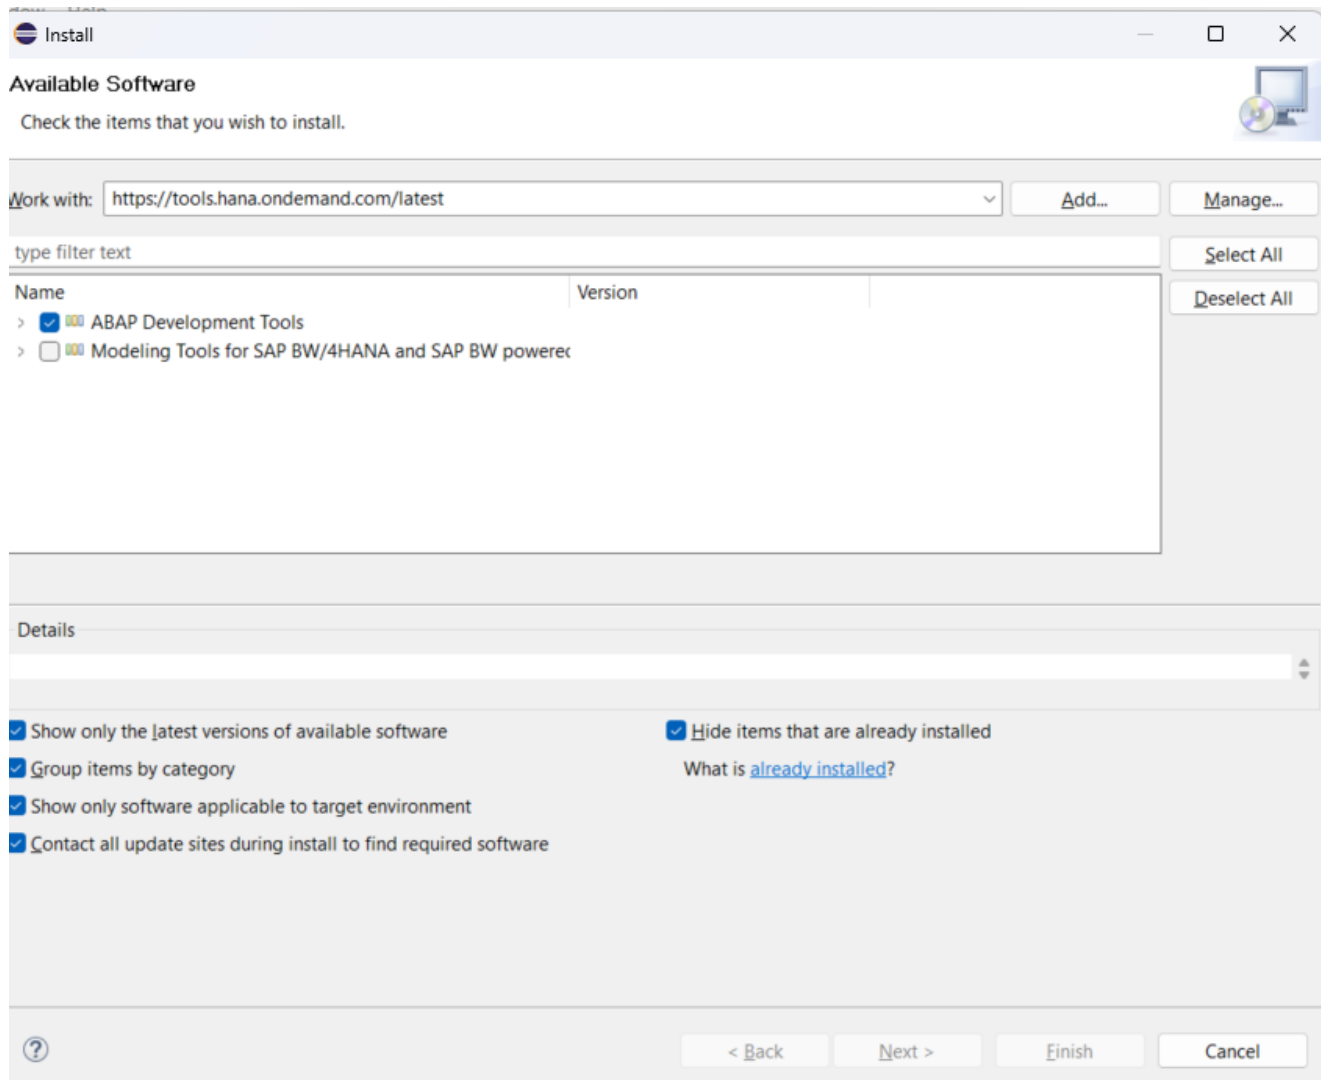 Install
Available Software
Check the items that you wish to install.
Work with: https://tools.hana.ondemand.com/latest Add... Manage...
type filter text Select All
Name Version Deselect All
ABAP Development Tools
Modeling Tools for SAP BW/4HANA and SAP BW
Details
Show only the latest versions of available software Hide items that are already installed
Group items by category What is already installed?
Show only software applicable to target environment
Contact all update sites during install to find required software
? < Back Next > Finish Cancel